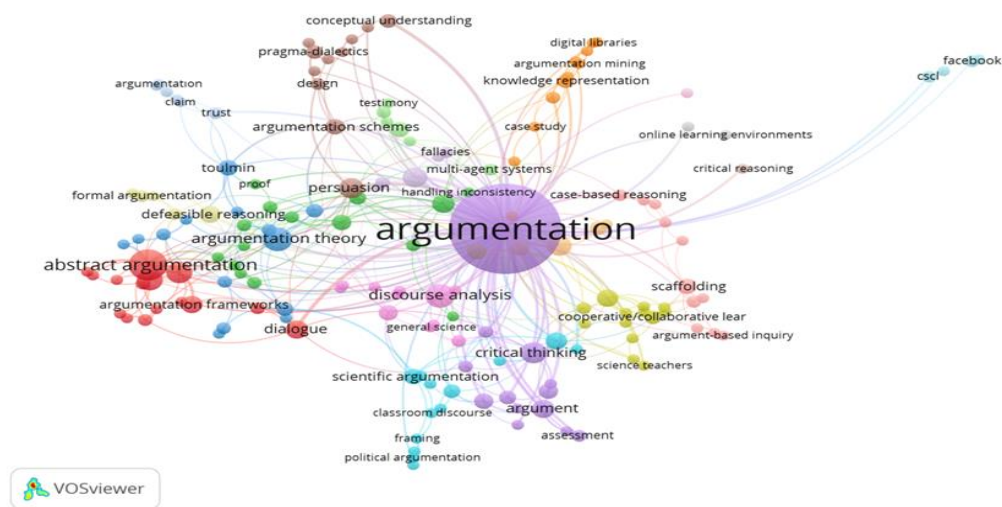 conceptual understanding
pragma-dialectics
digital libraries
facebook
argumentation mining
cscl
design
knowledge representation
argumentation
claim
testimony
trust
argumentation schemes
case study
online learning environments
fallacies
toulmin
multi-agent systems
critical reasoning
proof
persuasion
handling inconsistency
case-based reasoning
formal argumentation
defeasible reasoning
argumentation
argumentation theory
abstract argumentation
scaffolding
discourse analysis
argumentation frameworks
cooperative/collaborative lear
dialogue
general science
argument-based inquiry
critical thinking
science teachers
scientific argumentation
classroom discourse
argument
framing
assessment
political argumentation
VOSviewer